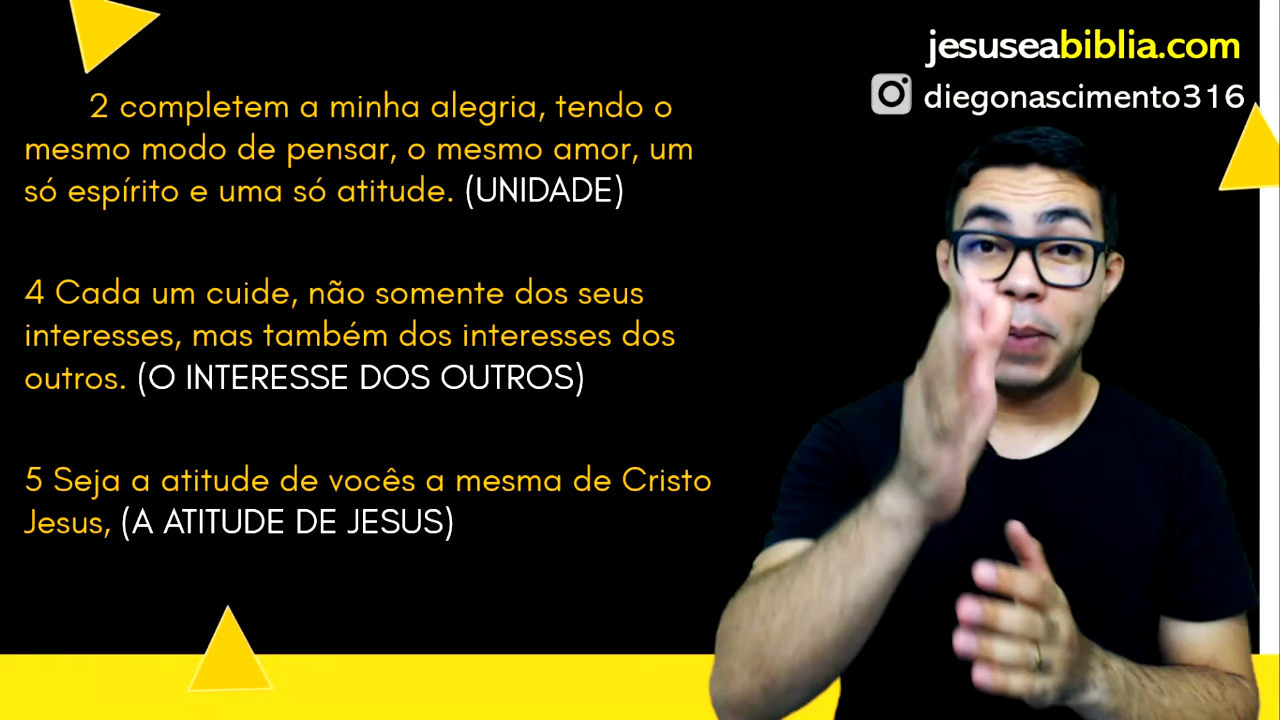 jesuseabiblia.com
diegonascimento316
2 completem a minha alegria, tendo o
mesmo modo de pensar, o mesmo amor, um
só espírito e uma só atitude. (UNIDADE)
4 Cada um cuide, não somente dos seus
interesses, mas também dos interesses dos
outros. (O INTERESSE DOS OUTROS)
5 Seja a atitude de vocês a mesma de Cristo
Jesus, (A ATITUDE DE JESUS)